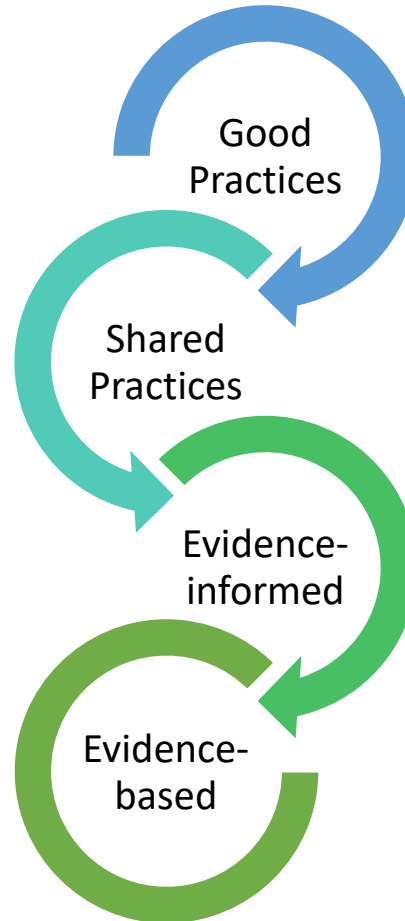 Good
Practices
Shared
Practices
Evidence-
informed
Evidence-
based